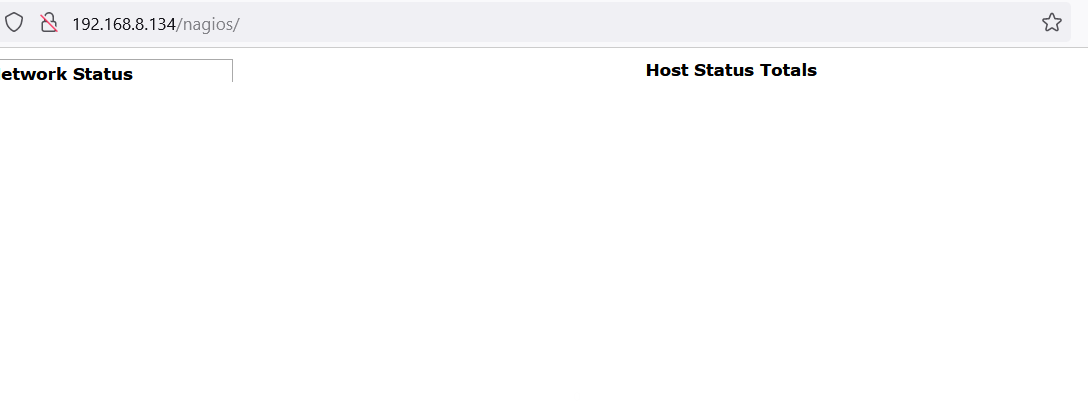 192.168.8.134/nagios/
etwork Status
Host Status Totals